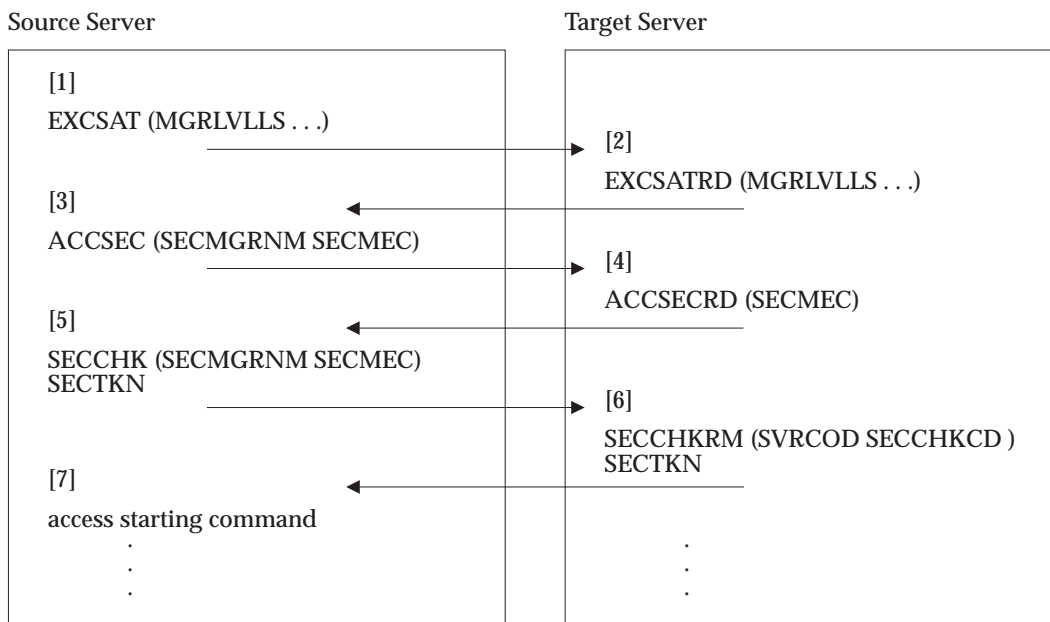 Source Server
Target Server
[1]
EXCSAT (MGRLVLLS . . .)
[2]
EXCSATRD (MGRLVLLS . . .)
[3]
ACCSEC (SECMGRNM SECMEC)
[4]
ACCSECRD (SECMEC)
[5]
SECCHK (SECMGRNM SECMEC)
SECTKN
[6]
SECCHKRM (SVRCOD SECCHKCD )
SECTKN
[7]
access starting command
.
.
.
.
.
.